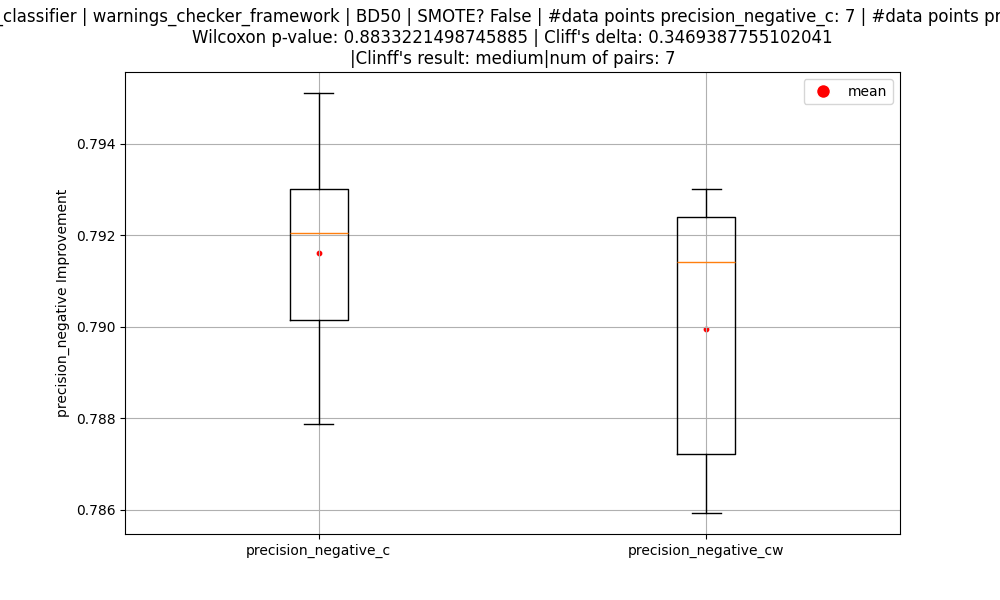 _classifier | warnings_checker_framework | BD50 | SMOTE? False | #data points precision_negative_c: 7 | #data points pr
Wilcoxon p-value: 0.8833221498745885 | Cliff's delta: 0.3469387755102041
|Clinff's result: medium|num of pairs: 7
mean
0.794
0.792
0.790
0.788
0.786
precision_negative Improvement
precision_negative_c
precision_negative_cw